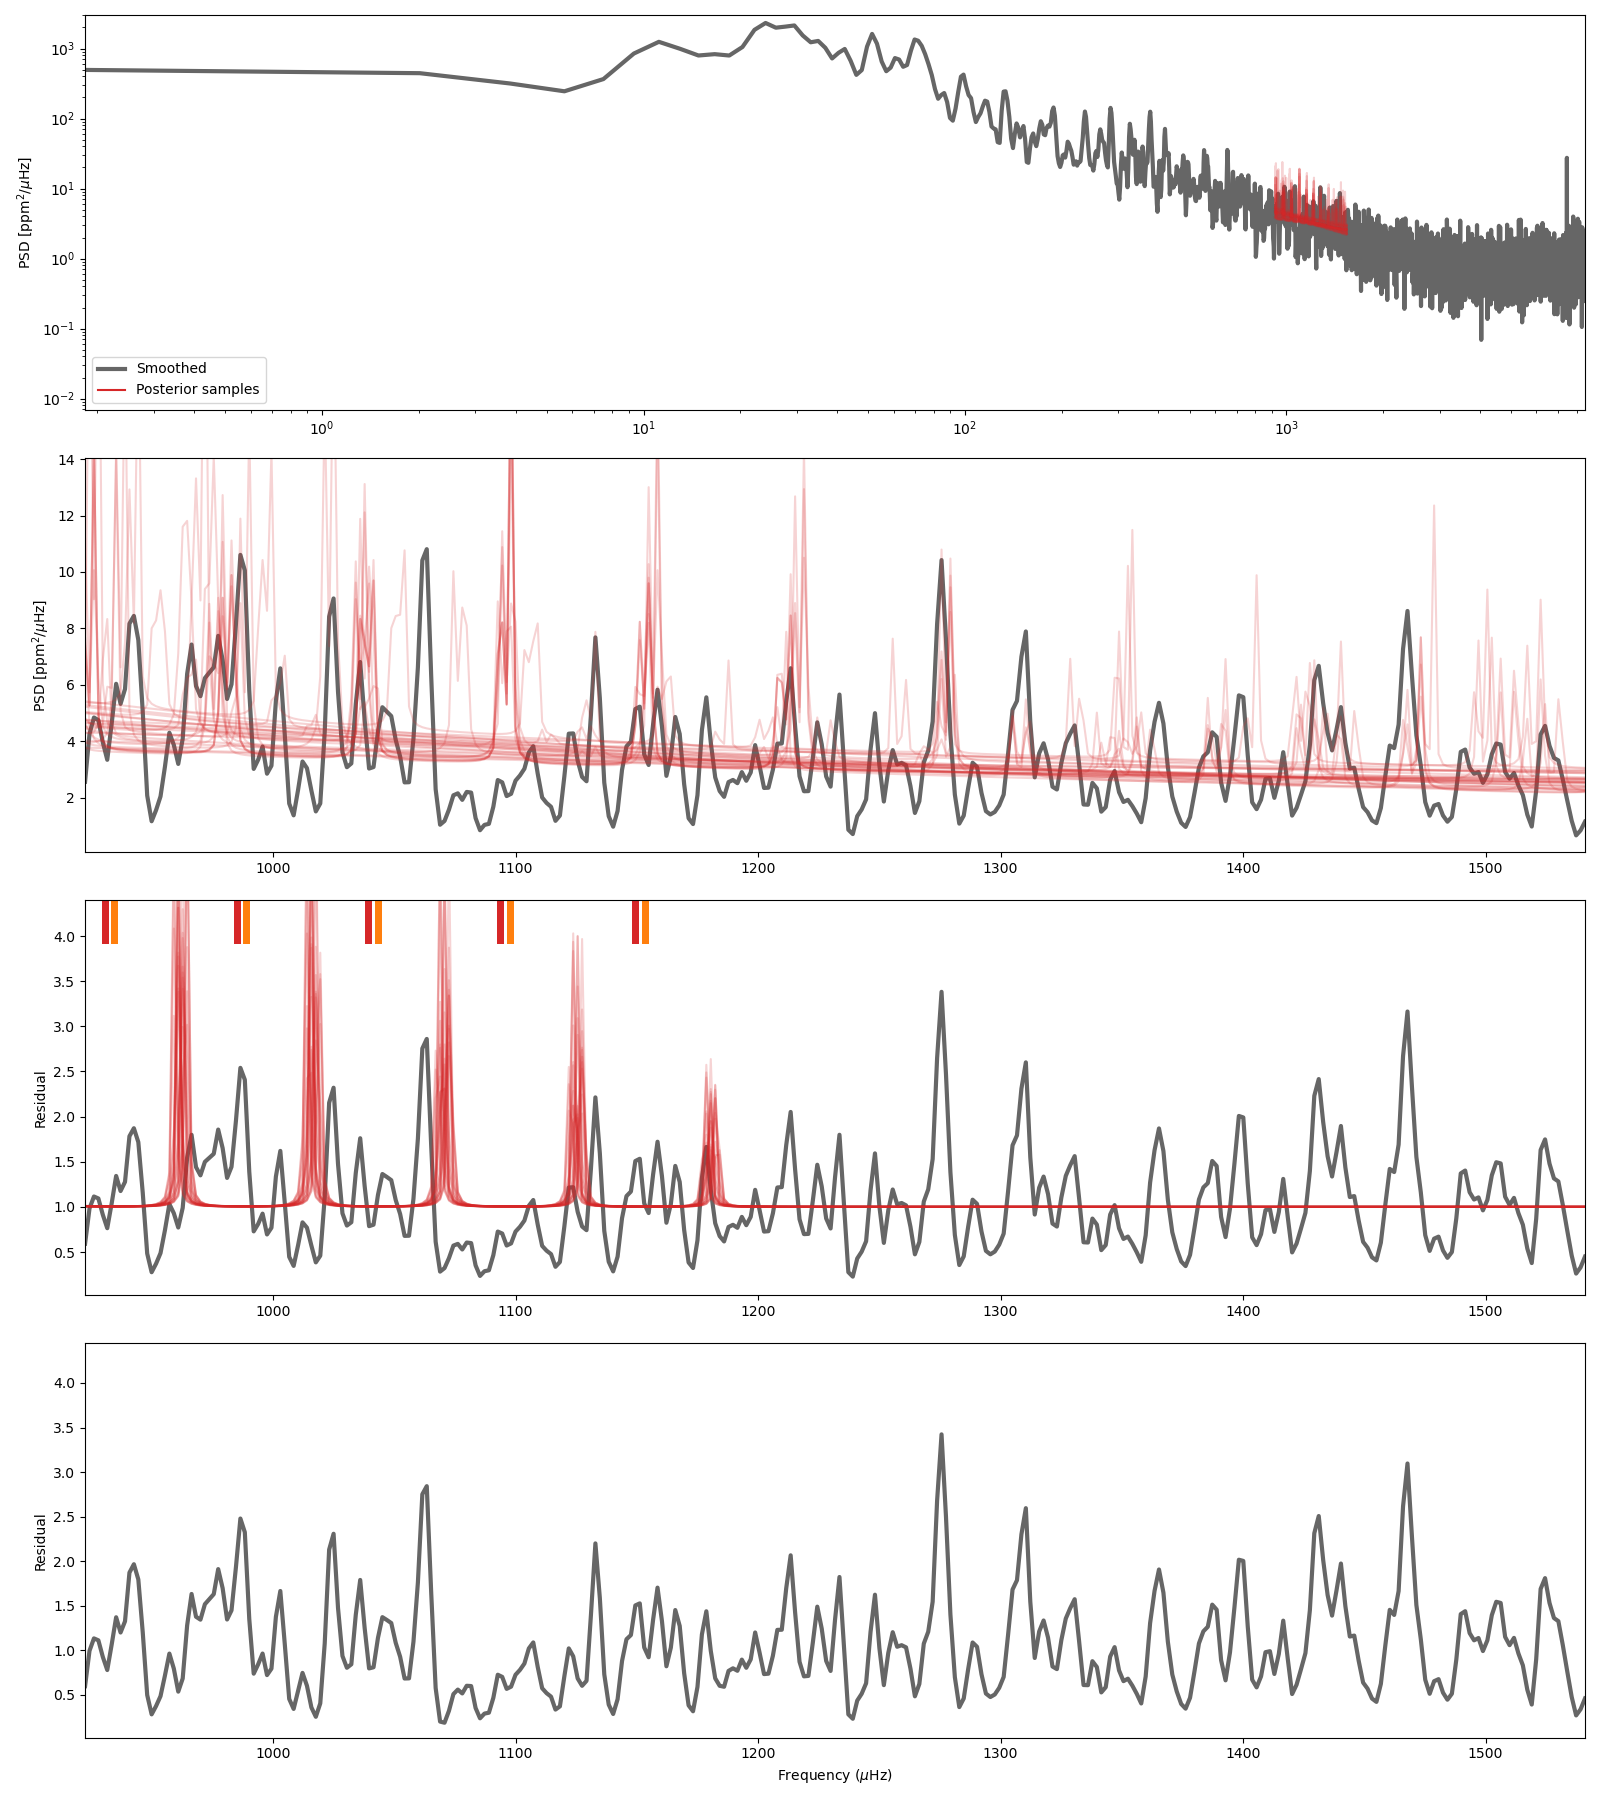 10³
10²
10¹
10⁰
10⁻¹
10⁻²
PSD [ppm²/μHz]
Smoothed
Posterior samples
10⁰ 10¹ 10² 10³
14
12
10
8
6
4
2
PSD [ppm²/μHz]
1000 1100 1200 1300 1400 1500
4.0
3.5
3.0
2.5
2.0
1.5
1.0
0.5
Residual
1000 1100 1200 1300 1400 1500
4.0
3.5
3.0
2.5
2.0
1.5
1.0
0.5
Residual
1000 1100 1200 1300 1400 1500
Frequency (μHz)